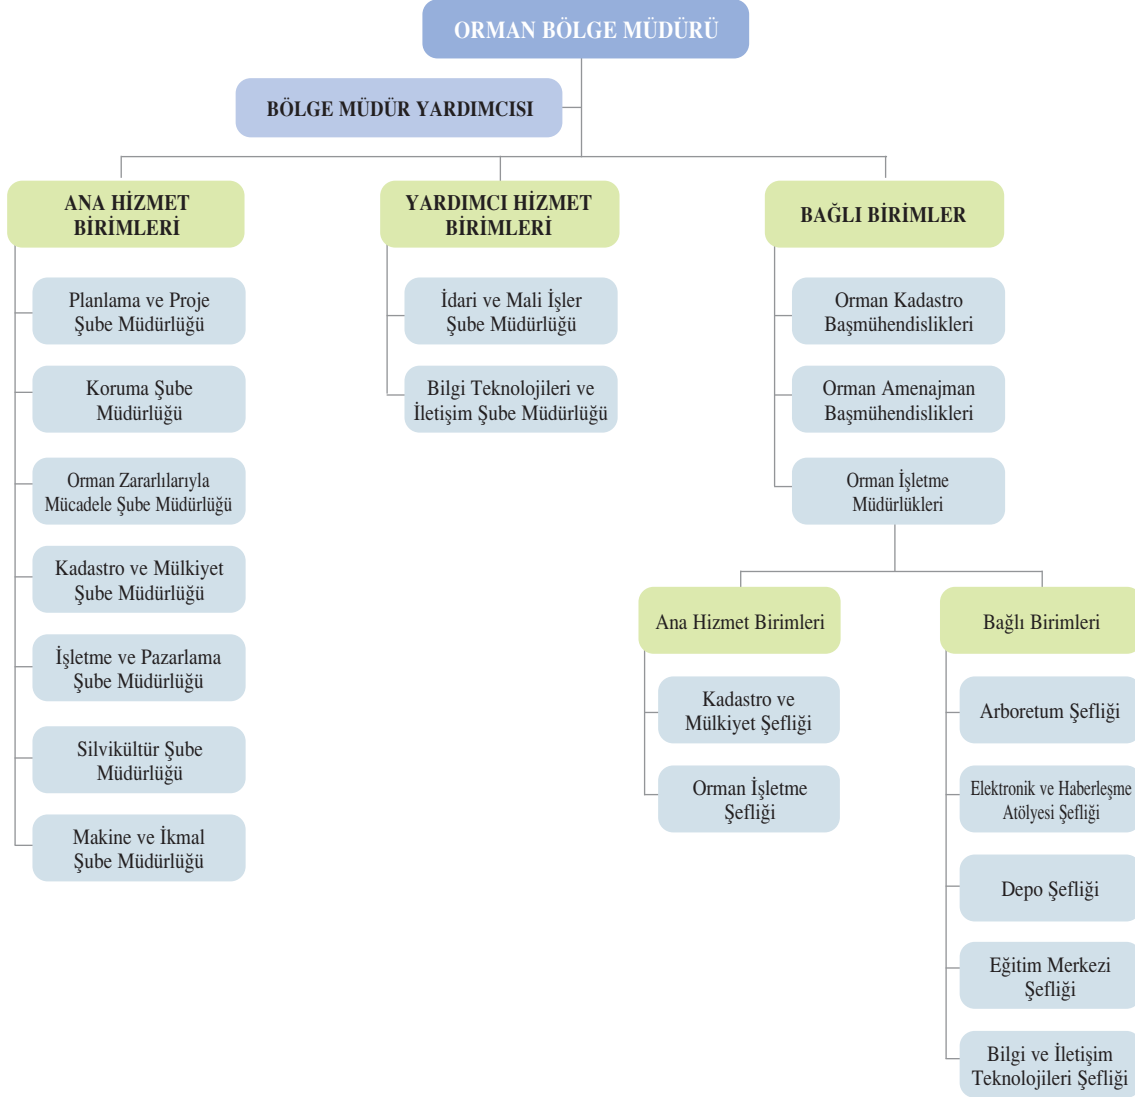 ORMAN BÖLGE MÜDÜRÜ
BÖLGE MÜDÜR YARDIMCISI
ANA HİZMET
BİRİMLERİ
Planlama ve Proje
Şube Müdürlüğü
Koruma Şube
Müdürlüğü
Orman Zararlılarıyla
Mücadele Şube Müdürlüğü
Kadastro ve Mülkiyet
Şube Müdürlüğü
İşletme ve Pazarlama
Şube Müdürlüğü
Silvikültür Şube
Müdürlüğü
Makine ve İkmal
Şube Müdürlüğü
YARDIMCI HİZMET
BİRİMLERİ
İdari ve Mali İşler
Şube Müdürlüğü
Bilgi Teknolojileri ve
İletişim Şube Müdürlüğü
BAĞLI BİRİMLER
Orman Kadastro
Başmühendislikleri
Orman Amenajman
Başmühendislikleri
Orman İşletme
Müdürlükleri
Ana Hizmet Birimleri
Kadastro ve
Mülkiyet Şefliği
Orman İşletme
Şefliği
Bağlı Birimleri
Arboretum Şefliği
Elektronik ve Haberleşme
Atölyesi Şefliği
Depo Şefliği
Eğitim Merkezi
Şefliği
Bilgi ve İletişim
Teknolojileri Şefliği